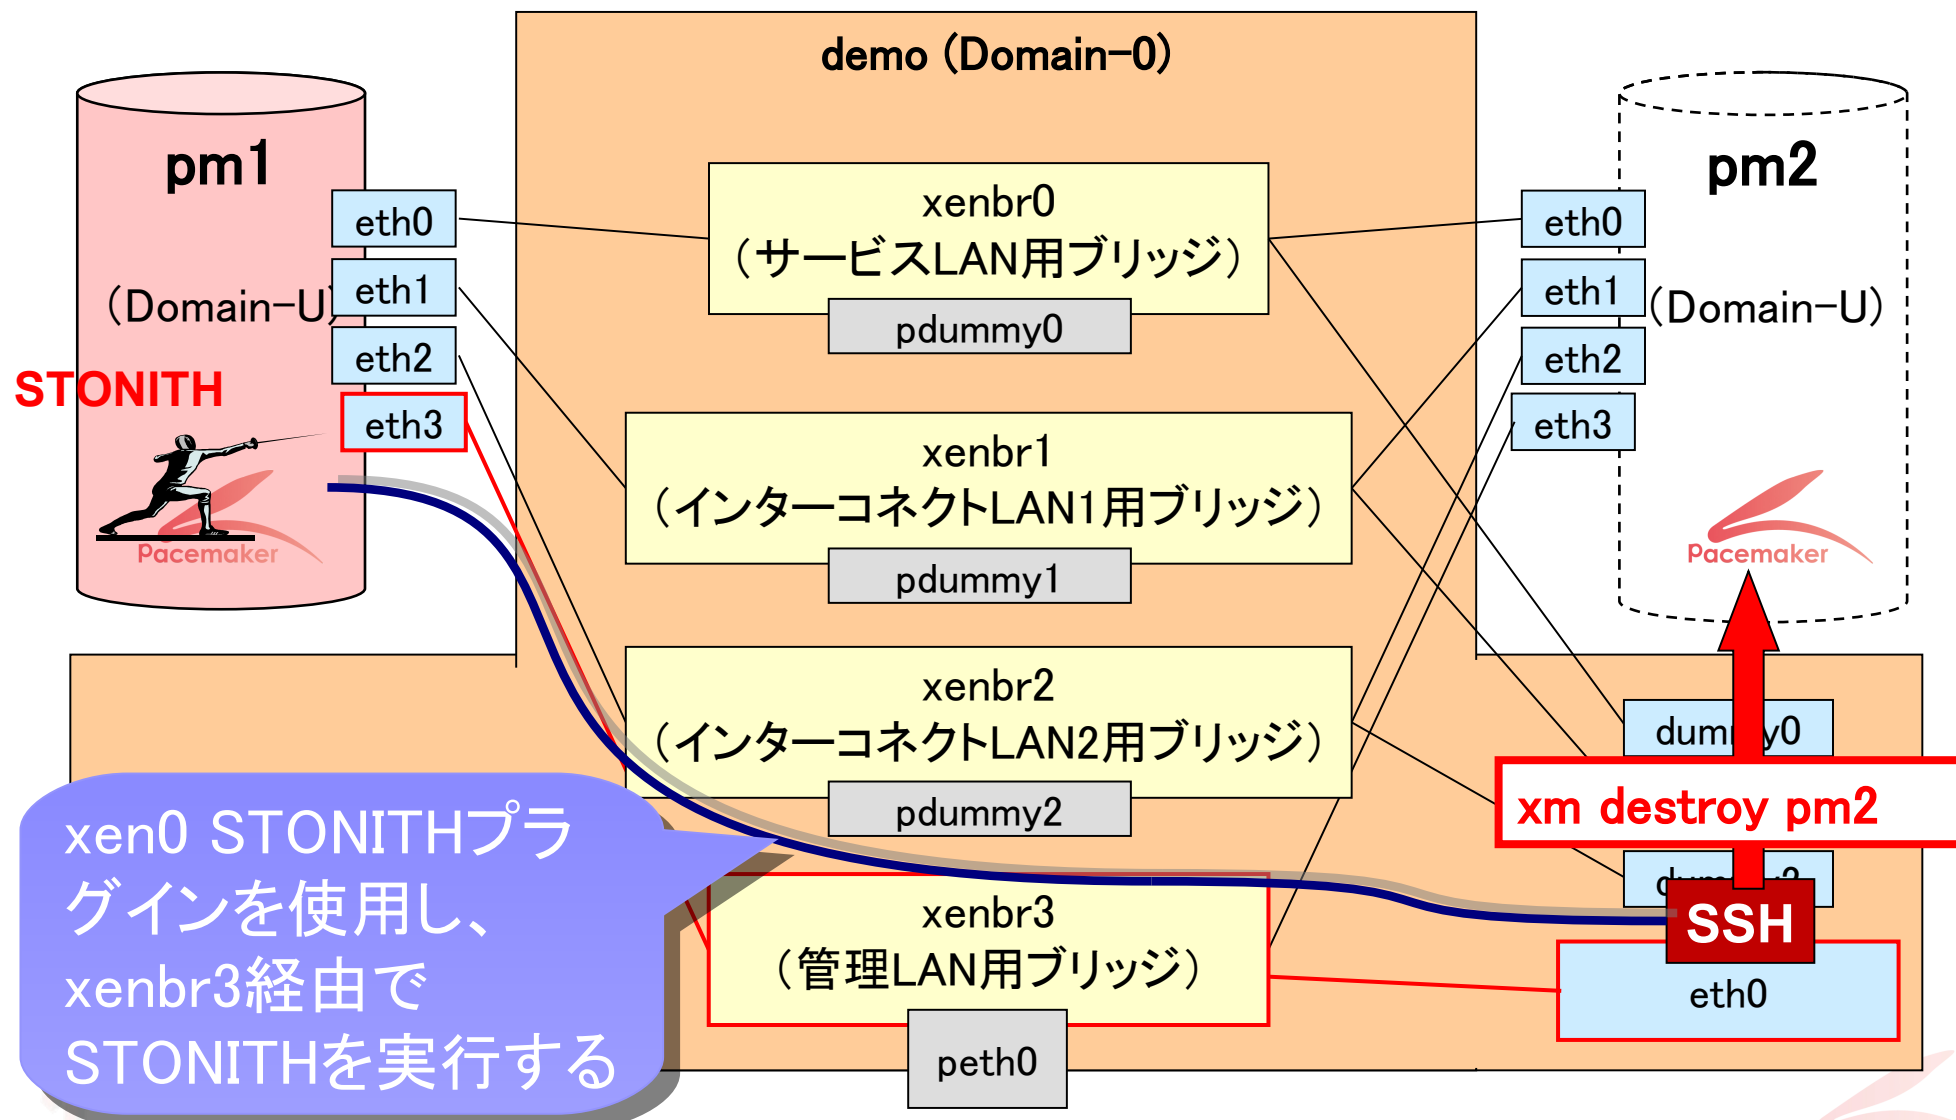 demo (Domain-0)
pm1
(Domain-U)
eth0
eth1
eth2
eth3
STONITH
Pacemaker
xenbr0
（サービスLAN用ブリッジ）
pdummy0
xenbr1
（インターコネクトLAN1用ブリッジ）
pdummy1
xenbr2
（インターコネクトLAN2用ブリッジ）
pdummy2
xenbr3
（管理LAN用ブリッジ）
peth0
pm2
(Domain-U)
eth0
eth1
eth2
eth3
Pacemaker
dummy0
xm destroy pm2
dummy2
SSH
eth0
xen0 STONITHプラ
グインを使用し、
xenbr3経由で
STONITHを実行する